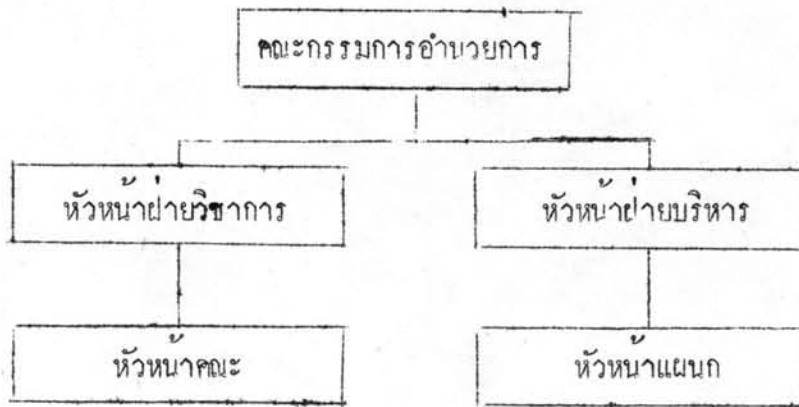 คณะกรรมการอำนวยการ
หัวหน้าฝ่ายวิชาการ
หัวหน้าฝ่ายบริหาร
หัวหน้าคณะ
หัวหน้าแผนก